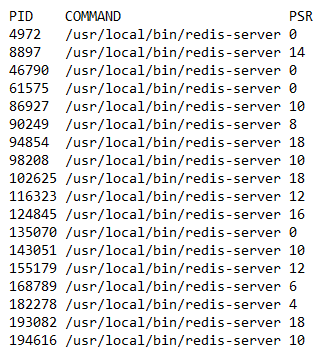 PID COMMAND PSR
4972 /usr/local/bin/redis-server 0
8897 /usr/local/bin/redis-server 14
46790 /usr/local/bin/redis-server 0
61575 /usr/local/bin/redis-server 0
86927 /usr/local/bin/redis-server 10
90249 /usr/local/bin/redis-server 8
94854 /usr/local/bin/redis-server 18
98208 /usr/local/bin/redis-server 10
102625 /usr/local/bin/redis-server 18
116323 /usr/local/bin/redis-server 12
124845 /usr/local/bin/redis-server 16
135070 /usr/local/bin/redis-server 0
143051 /usr/local/bin/redis-server 10
155179 /usr/local/bin/redis-server 12
168789 /usr/local/bin/redis-server 6
182278 /usr/local/bin/redis-server 4
193082 /usr/local/bin/redis-server 18
194616 /usr/local/bin/redis-server 10